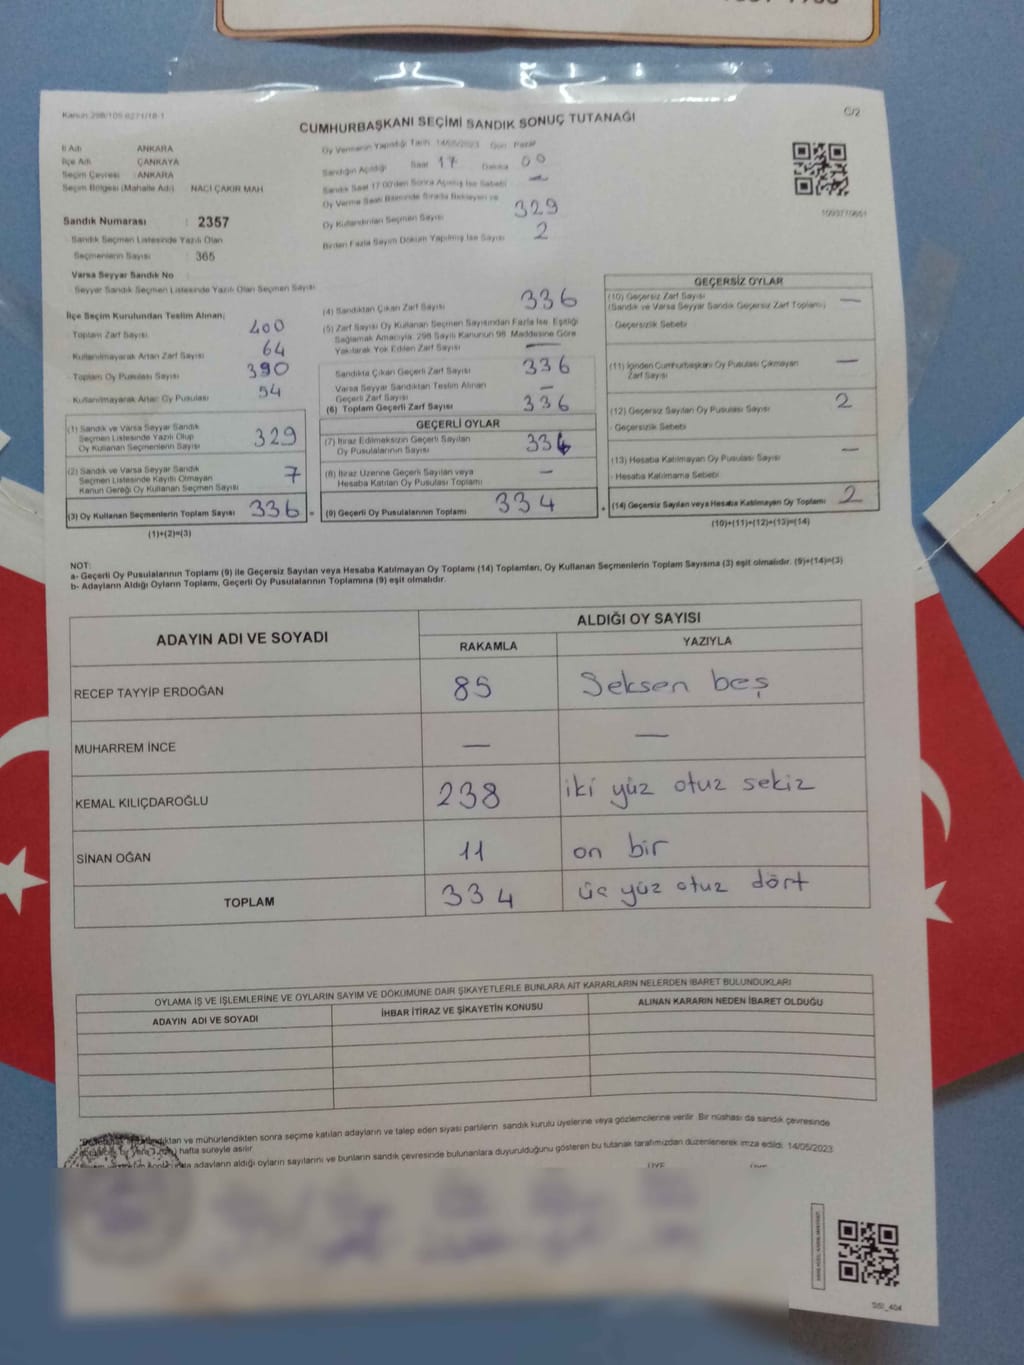 Kanun 298/105 6271/18-1
C/2
CUMHURBAŞKANI SEÇİMİ SANDIK SONUÇ TUTANAĞI
İl Adı ANKARA
İlçe Adı ÇANKAYA
Seçim Çevresi : ANKARA
Seçim Bölgesi (Mahalle Adı) NACİ ÇAKIR MAH
Sandık Numarası : 2357
Sandık Seçmen Listesinde Yazılı Olan
Seçmenlerin Sayısı : 365
Varsa Seyyar Sandık No
Seyyar Sandık Seçmen Listesinde Yazılı Olan Seçmen Sayısı
Oy Vermenin Yapıldığı Tarih 14/05/2023 Gün Pazar
Sandığın Açıldığı Saat 17 Dakika 00
Sandık Saat 17:00'den Sonra Açılmış İse Sebebi —
Oy Verme Saati Bitiminde Sırada Bekleyen ve
Oy Kullandırılan Seçmen Sayısı 329
Birden Fazla Sayım Döküm Yapılmış İse Sayısı 2
İlçe Seçim Kurulundan Teslim Alınan;
Toplam Zarf Sayısı 400
Kullanılmayarak Artan Zarf Sayısı 64
Toplam Oy Pusulası Sayısı 390
Kullanılmayarak Artan Oy Pusulası 54
(1) Sandık ve Varsa Seyyar Sandık
Seçmen Listesinde Yazılı Olup
Oy Kullanan Seçmenlerin Sayısı 329
(2) Sandık ve Varsa Seyyar Sandık
Seçmen Listesinde Kayıtlı Olmayan
Kanun Gereği Oy Kullanan Seçmen Sayısı 7
(3) Oy Kullanan Seçmenlerin Toplam Sayısı 336 =
(1)+(2)=(3)
(4) Sandıktan Çıkan Zarf Sayısı 336
(5) Zarf Sayısı Oy Kullanan Seçmen Sayısından Fazla İse, Eşitliği
Sağlamak Amacıyla, 298 Sayılı Kanunun 98. Maddesine Göre
Yakılarak Yok Edilen Zarf Sayısı —
Sandıkta Çıkan Geçerli Zarf Sayısı 336
Varsa Seyyar Sandıktan Teslim Alınan
Geçerli Zarf Sayısı —
(6) Toplam Geçerli Zarf Sayısı 336
GEÇERLİ OYLAR
(7) İtiraz Edilmeksizin Geçerli Sayılan
Oy Pusulasının Sayısı 334
(8) İtiraz Üzerine Geçerli Sayılan veya
Hesaba Katılan Oy Pusulası Toplamı —
(9) Geçerli Oy Pusulalarının Toplamı 334 +
GEÇERSİZ OYLAR
(10) Geçersiz Zarf Sayısı —
(Sandık ve Varsa Seyyar Sandık Geçersiz Zarf Toplamı)
Geçersizlik Sebebi
(11) İçinden Cumhurbaşkanı Oy Pusulası Çıkmayan
Zarf Sayısı —
(12) Geçersiz Sayılan Oy Pusulası Sayısı 2
Geçersizlik Sebebi
(13) Hesaba Katılmayan Oy Pusulası Sayısı —
Hesaba Katılmama Sebebi
(14) Geçersiz Sayılan veya Hesaba Katılmayan Oy Toplamı 2
(10)+(11)+(12)+(13)=(14)
NOT:
a- Geçerli Oy Pusulalarının Toplamı (9) ile Geçersiz Sayılan veya Hesaba Katılmayan Oy Toplamı (14) Toplamları, Oy Kullanan Seçmenlerin Toplam Sayısına (3) eşit olmalıdır. (9)+(14)=(3)
b- Adayların Aldığı Oyların Toplamı, Geçerli Oy Pusulalarının Toplamına (9) eşit olmalıdır.
ADAYIN ADI VE SOYADI
ALDIĞI OY SAYISI
RAKAMLA YAZIYLA
RECEP TAYYİP ERDOĞAN 85 Seksen beş
MUHARREM İNCE — —
KEMAL KILIÇDAROĞLU 238 iki yüz otuz sekiz
SİNAN OĞAN 11 on bir
TOPLAM 334 üç yüz otuz dört
OYLAMA İŞ VE İŞLEMLERİNE VE OYLARIN SAYIM VE DÖKÜMÜNE DAİR ŞİKAYETLERLE BUNLARA AİT KARARLARIN NELERDEN İBARET BULUNDUKLARI
ADAYIN ADI VE SOYADI İHBAR İTİRAZ VE ŞİKAYETİN KONUSU ALINAN KARARIN NEDEN İBARET OLDUĞU
ve mühürlendikten sonra seçime katılan adayların ve talep eden siyasi partilerin sandık kurulu üyelerine veya gözlemcilerine verilir. Bir nüshası da sandık çevresinde
hafta süreyle asılır.
adayların aldığı oyların sayılarını ve bunların sandık çevresinde bulunanlara duyurulduğunu gösteren bu tutanak tarafımızdan düzenlenerek imza edildi. 14/05/2023
SSI_404